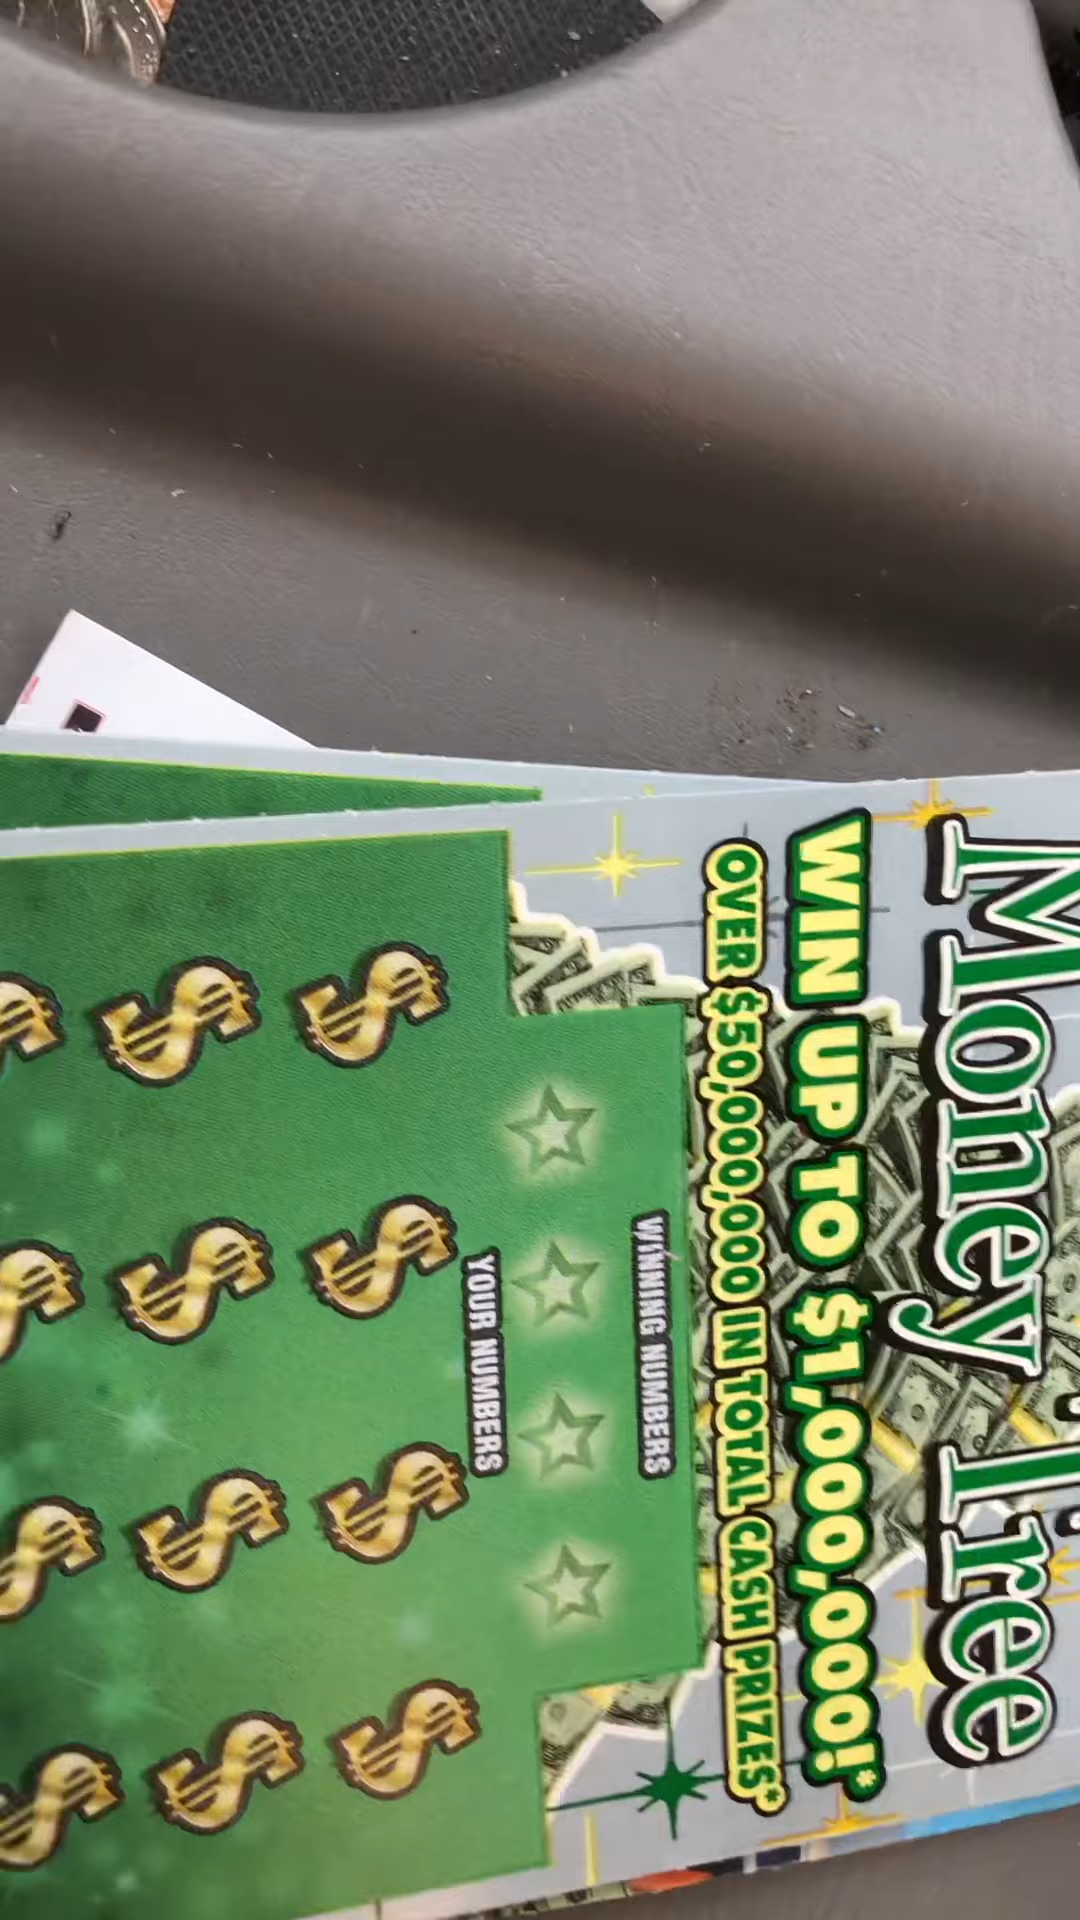 Money Tree
WIN UP TO $1,000,000!*
OVER $50,000,000 IN TOTAL CASH PRIZES*
WINNING NUMBERS
YOUR NUMBERS